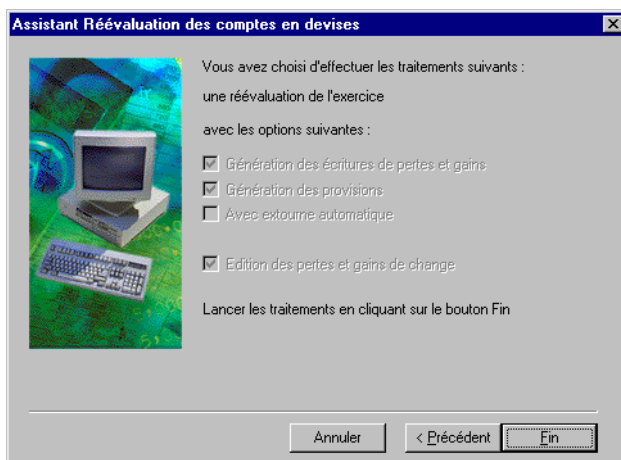 Assistant Réévaluation des comptes en devises
Vous avez choisi d'effectuer les traitements suivants :
une réévaluation de l'exercice
avec les options suivantes :
Génération des écritures de pertes et gains
Génération des provisions
Avec extourne automatique
Edition des pertes et gains de change
Lancer les traitements en cliquant sur le bouton Fin
Annuler
< Précédent
Fin